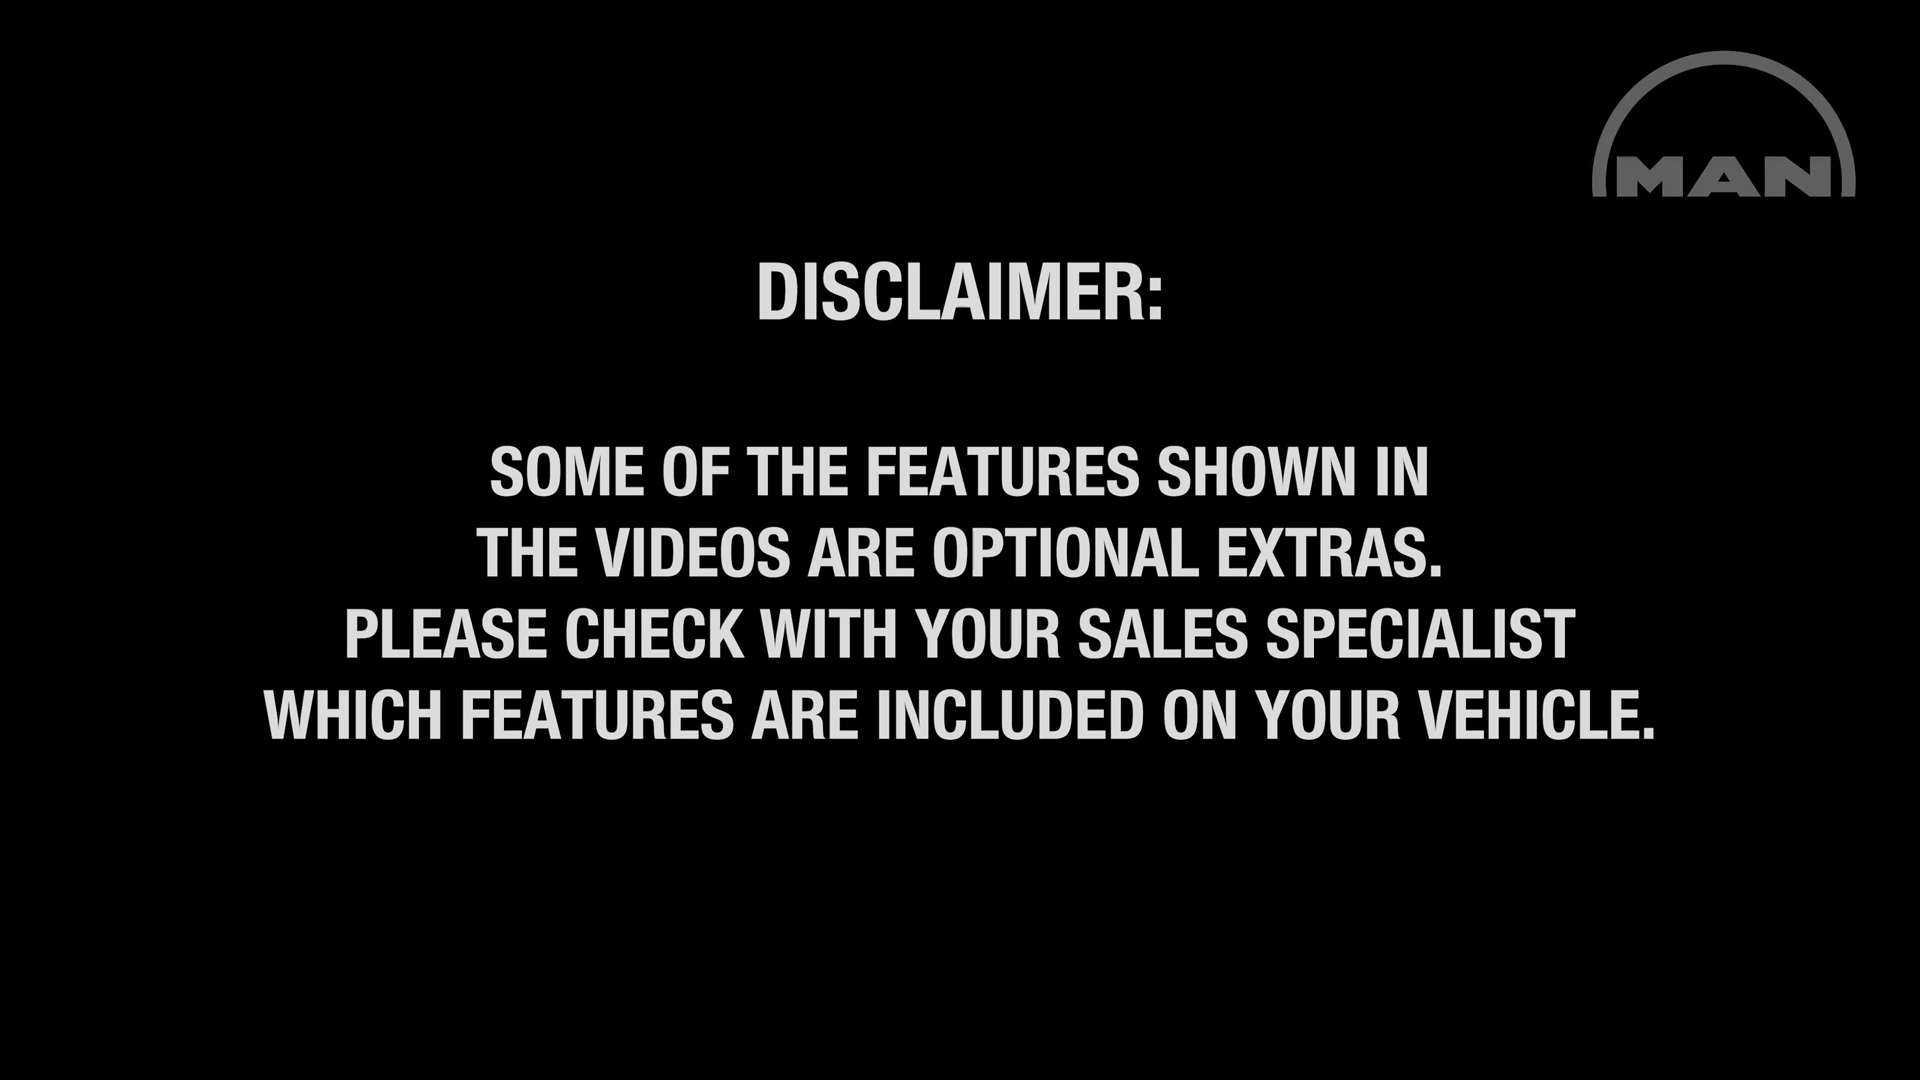 MAN
DISCLAIMER:
SOME OF THE FEATURES SHOWN IN
THE VIDEOS ARE OPTIONAL EXTRAS.
PLEASE CHECK WITH YOUR SALES SPECIALIST
WHICH FEATURES ARE INCLUDED ON YOUR VEHICLE.